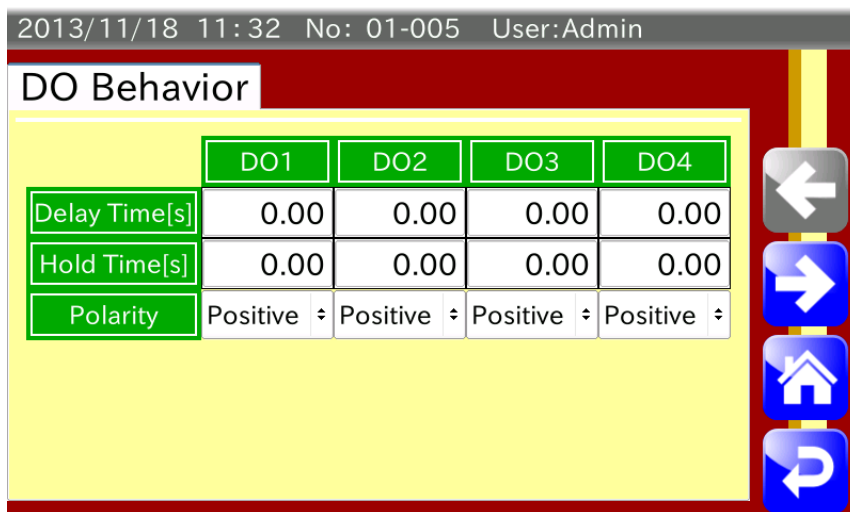 2013/11/18 11:32 No: 01-005 User:Admin
DO Behavior
DO1 DO2 DO3 DO4
Delay Time[s] 0.00 0.00 0.00 0.00
Hold Time[s] 0.00 0.00 0.00 0.00
Polarity Positive Positive Positive Positive